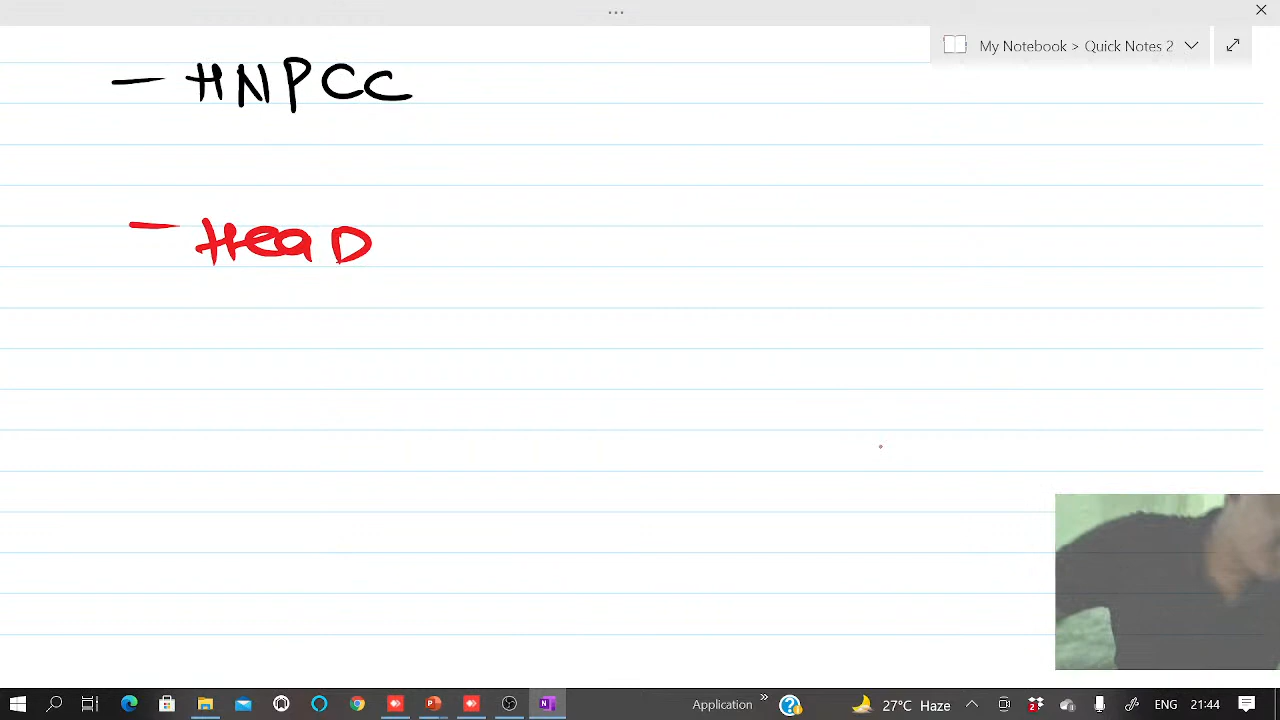 ...
My Notebook > Quick Notes 2
- HNPCC
- HeaD
Application
»
27°C Haze
ENG
21:44